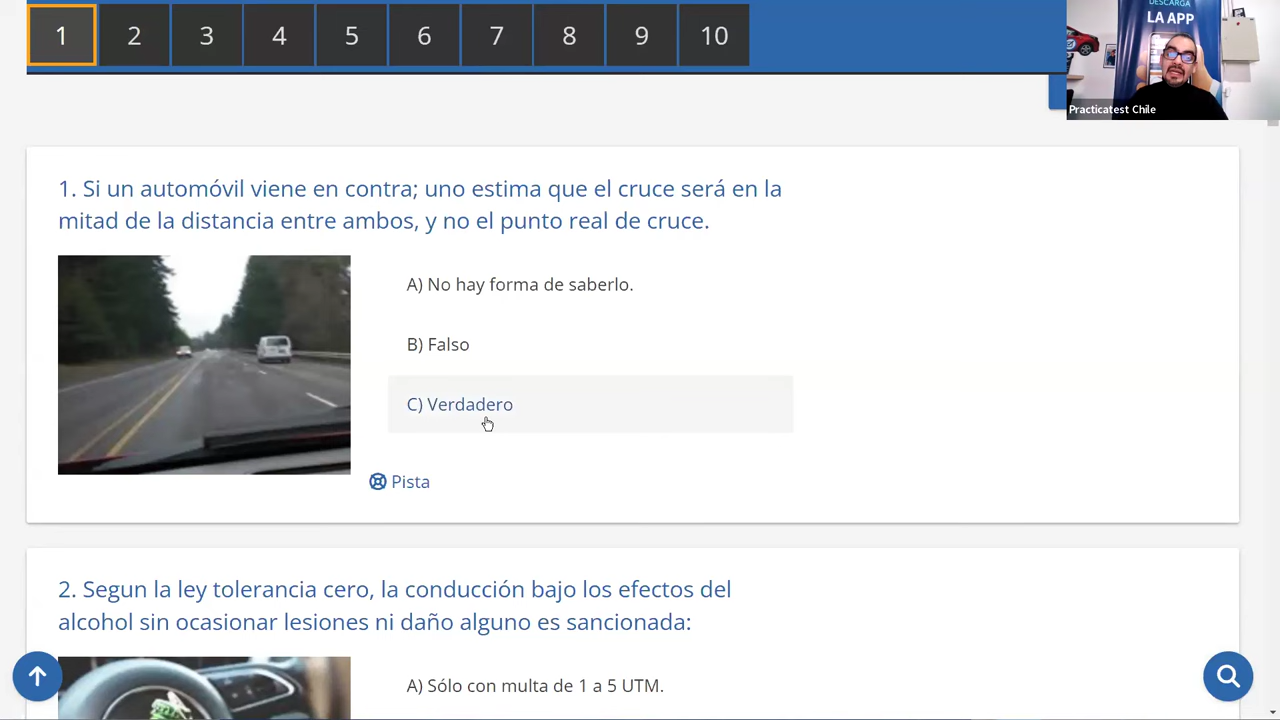 1 2 3 4 5 6 7 8 9 10
DESCARGA
LA APP
Practicatest Chile
1. Si un automóvil viene en contra; uno estima que el cruce será en la
mitad de la distancia entre ambos, y no el punto real de cruce.
A) No hay forma de saberlo.
B) Falso
C) Verdadero
Pista
2. Segun la ley tolerancia cero, la conducción bajo los efectos del
alcohol sin ocasionar lesiones ni daño alguno es sancionada:
A) Sólo con multa de 1 a 5 UTM.